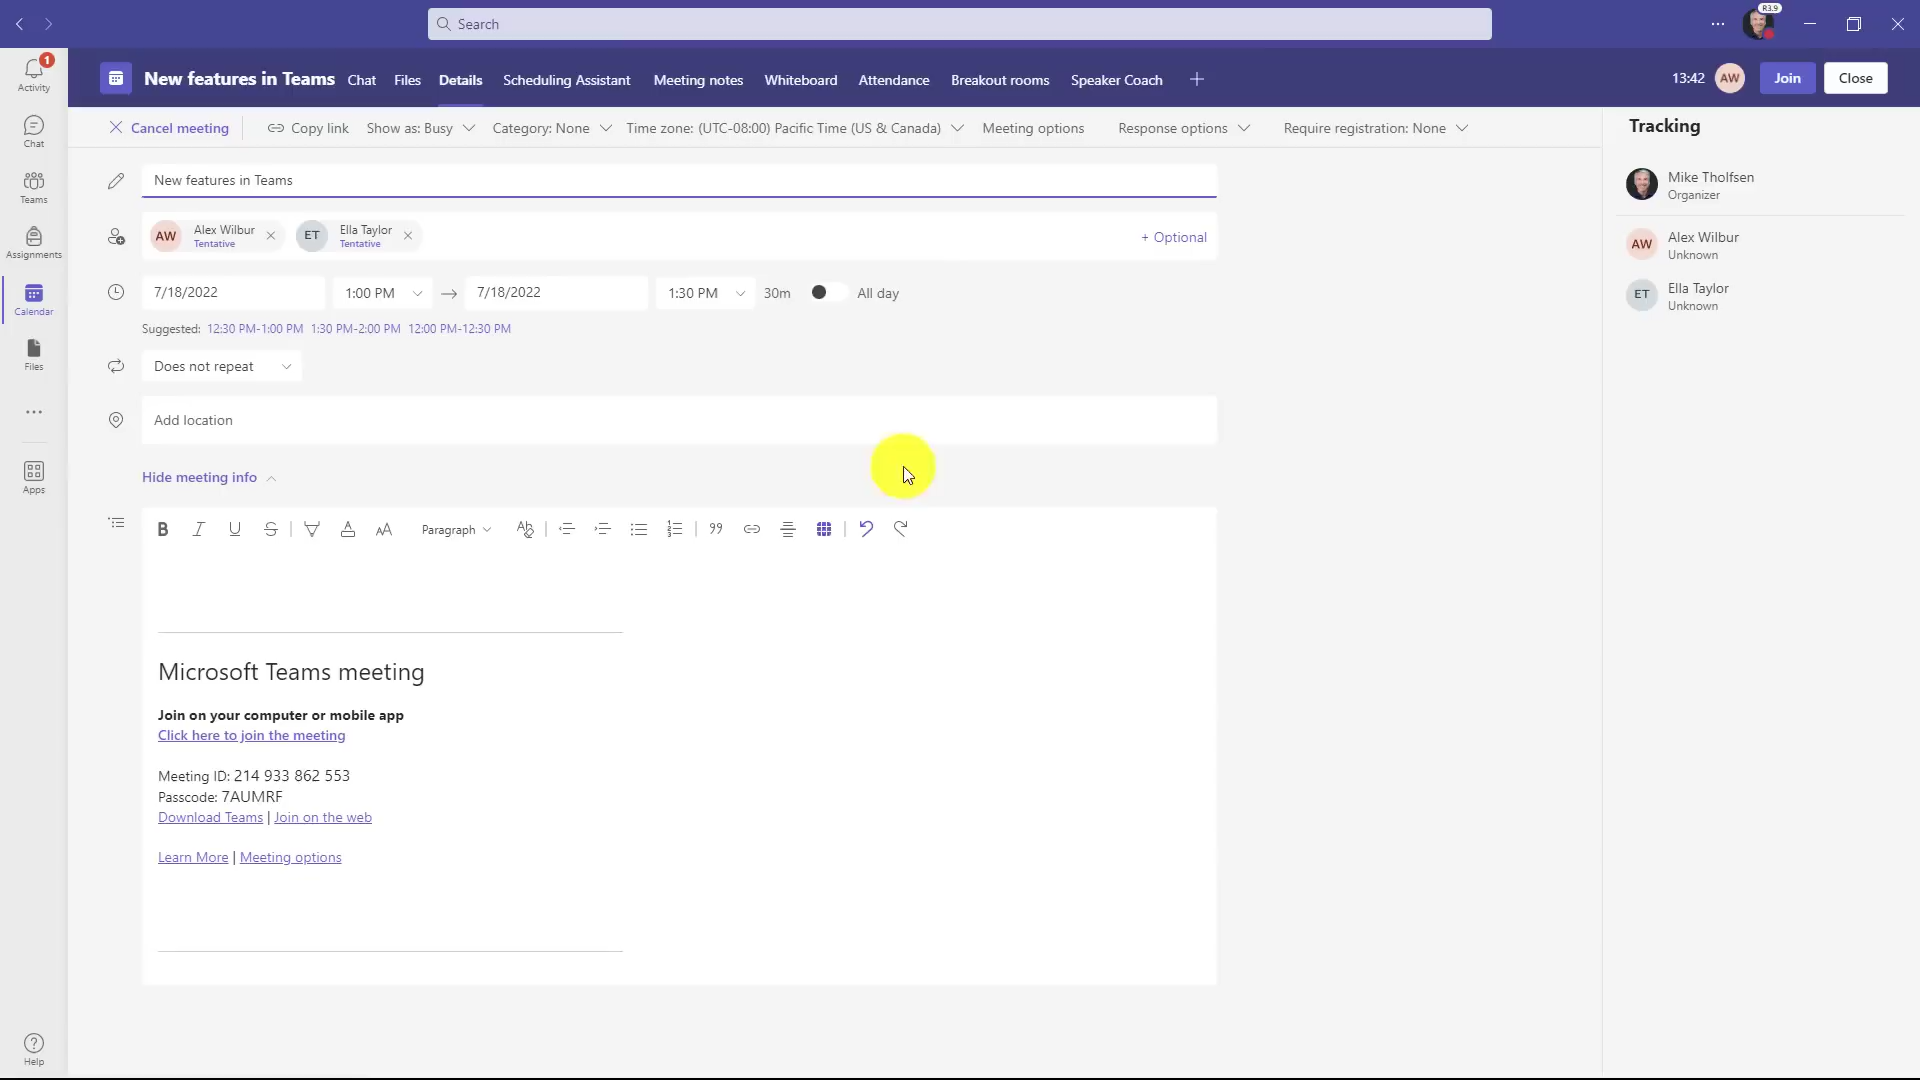 Search
R3.9
1
Activity
Chat
Teams
Assignments
Calendar
Files
Apps
Help
New features in Teams Chat Files Details Scheduling Assistant Meeting notes Whiteboard Attendance Breakout rooms Speaker Coach 13:42 AW Join Close
Cancel meeting Copy link Show as: Busy Category: None Time zone: (UTC-08:00) Pacific Time (US & Canada) Meeting options Response options Require registration: None
New features in Teams
AW Alex Wilbur ET Ella Taylor
Tentative Tentative
+ Optional
7/18/2022 1:00 PM 7/18/2022 1:30 PM 30m All day
Suggested: 12:30 PM-1:00 PM 1:30 PM-2:00 PM 12:00 PM-12:30 PM
Does not repeat
Add location
Hide meeting info
Paragraph
Microsoft Teams meeting
Join on your computer or mobile app
Click here to join the meeting
Meeting ID: 214 933 862 553
Passcode: 7AUMRF
Download Teams | Join on the web
Learn More | Meeting options
Tracking
Mike Tholfsen
Organizer
AW Alex Wilbur
Unknown
ET Ella Taylor
Unknown